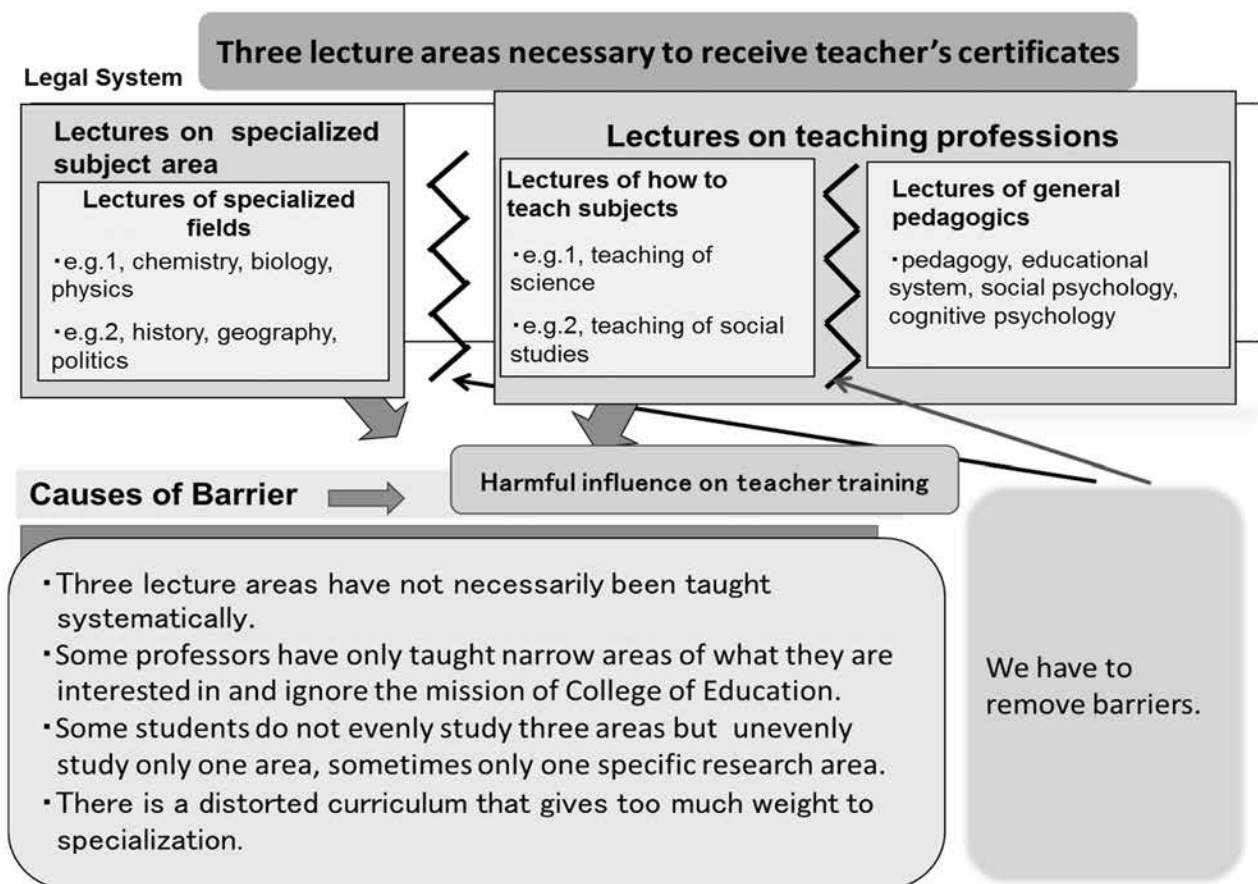 Three lecture areas necessary to receive teacher's certificates
Legal System
Lectures on specialized
subject area
Lectures of specialized
fields
・e.g.1, chemistry, biology,
physics
・e.g.2, history, geography,
politics
Lectures on teaching professions
Lectures of how to
teach subjects
・e.g.1, teaching of
science
・e.g.2, teaching of social
studies
Lectures of general
pedagogics
・pedagogy, educational
system, social psychology,
cognitive psychology
Causes of Barrier
Harmful influence on teacher training
・Three lecture areas have not necessarily been taught
systematically.
・Some professors have only taught narrow areas of what they are
interested in and ignore the mission of College of Education.
・Some students do not evenly study three areas but unevenly
study only one area, sometimes only one specific research area.
・There is a distorted curriculum that gives too much weight to
specialization.
We have to
remove barriers.